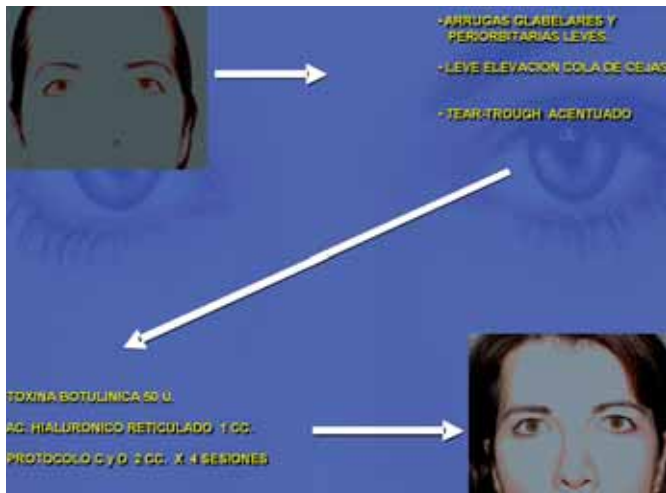 •ARRUGAS GLABELARES Y
PERIORBITARIAS LEVES.
•LEVE ELEVACION COLA DE CEJAS
•TEAR-TROUGH ACENTUADO
TOXINA BOTULINICA 50 U.
AC. HIALURONICO RETICULADO 1 CC.
PROTOCOLO C y D 2 CC. X 4 SESIONES